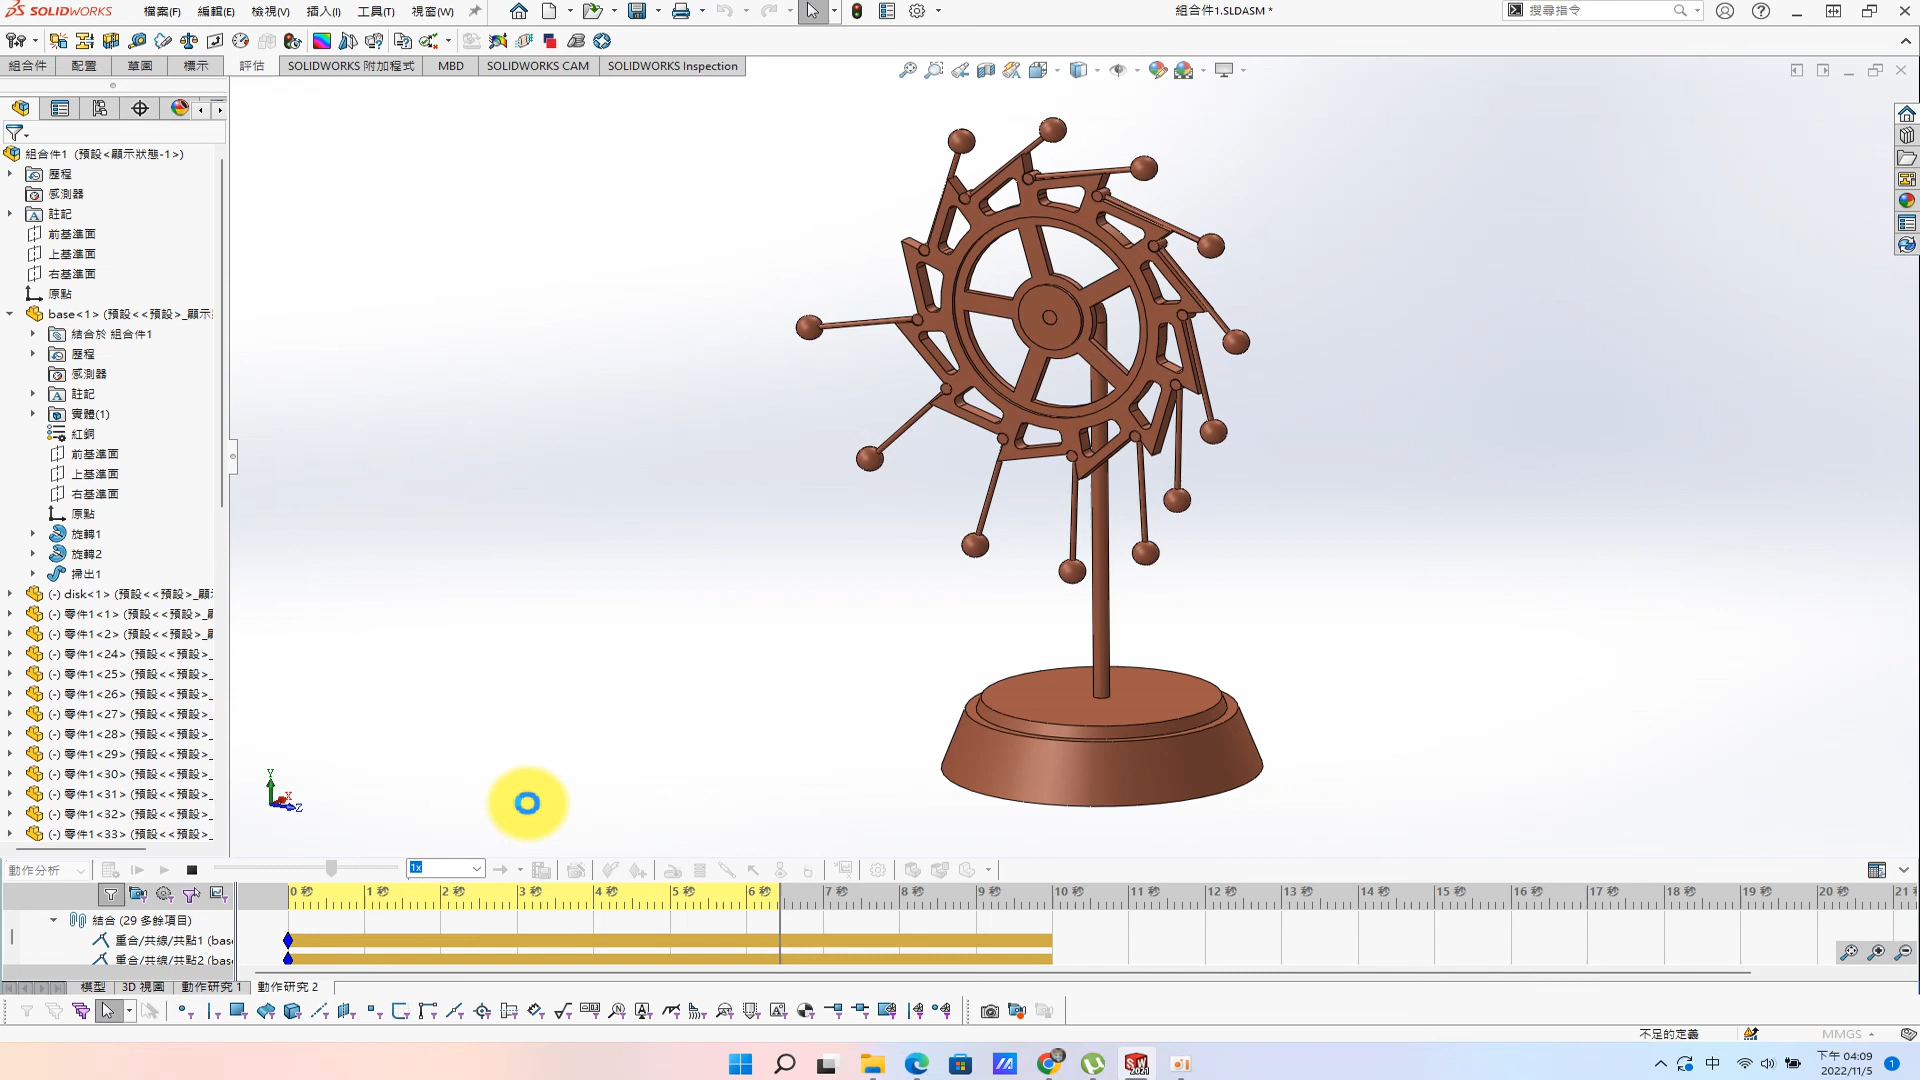 SOLIDWORKS
檔案(F) 編輯(E) 檢視(V) 插入(I) 工具(T) 視窗(W)
組合件1.SLDASM *
搜尋指令
組合件 配置 草圖 標示 評估 SOLIDWORKS 附加程式 MBD SOLIDWORKS CAM SOLIDWORKS Inspection
組合件1 (預設<顯示狀態-1>)
歷程
感測器
註記
前基準面
上基準面
右基準面
原點
base<1> (預設<<預設>_顯示
結合於 組合件1
歷程
感測器
註記
實體(1)
紅銅
前基準面
上基準面
右基準面
原點
旋轉1
旋轉2
掃出1
(-) disk<1> (預設<<預設>_顯
(-) 零件1<1> (預設<<預設>_
(-) 零件1<2> (預設<<預設>_
(-) 零件1<24> (預設<<預設>_
(-) 零件1<25> (預設<<預設>_
(-) 零件1<26> (預設<<預設>_
(-) 零件1<27> (預設<<預設>_
(-) 零件1<28> (預設<<預設>_
(-) 零件1<29> (預設<<預設>_
(-) 零件1<30> (預設<<預設>_
(-) 零件1<31> (預設<<預設>_
(-) 零件1<32> (預設<<預設>_
(-) 零件1<33> (預設<<預設>_
Y
X
Z
動作分析 1x
0 秒 1 秒 2 秒 3 秒 4 秒 5 秒 6 秒 7 秒 8 秒 9 秒 10 秒 11 秒 12 秒 13 秒 14 秒 15 秒 16 秒 17 秒 18 秒 19 秒 20 秒 21
結合 (29 多餘項目)
重合/共線/共點1 (bas
重合/共線/共點2 (bas
模型 3D 視圖 動作研究 1 動作研究 2
不足的定義 MMGS
中 下午 04:09
2022/11/5 1